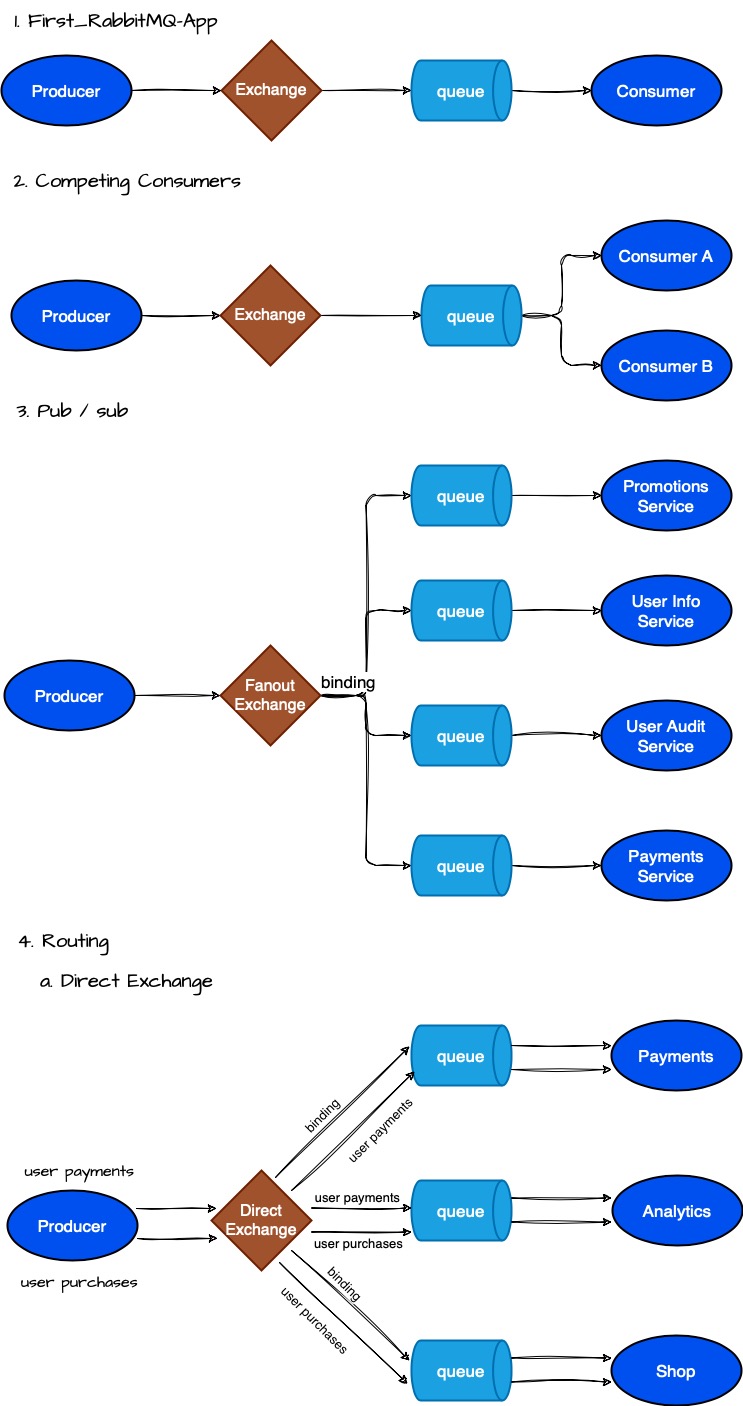 1. First_RabbitMQ-App
Producer
Exchange
queue
Consumer
2. Competing Consumers
Consumer A
Producer
Exchange
queue
Consumer B
3. Pub / sub
queue
Promotions
Service
queue
User Info
Service
binding
Producer
Fanout
Exchange
queue
User Audit
Service
queue
Payments
Service
4. Routing
a. Direct Exchange
queue
Payments
binding
user payments
user payments
Producer
user purchases
Direct
Exchange
user payments
user purchases
queue
Analytics
binding
user purchases
queue
Shop